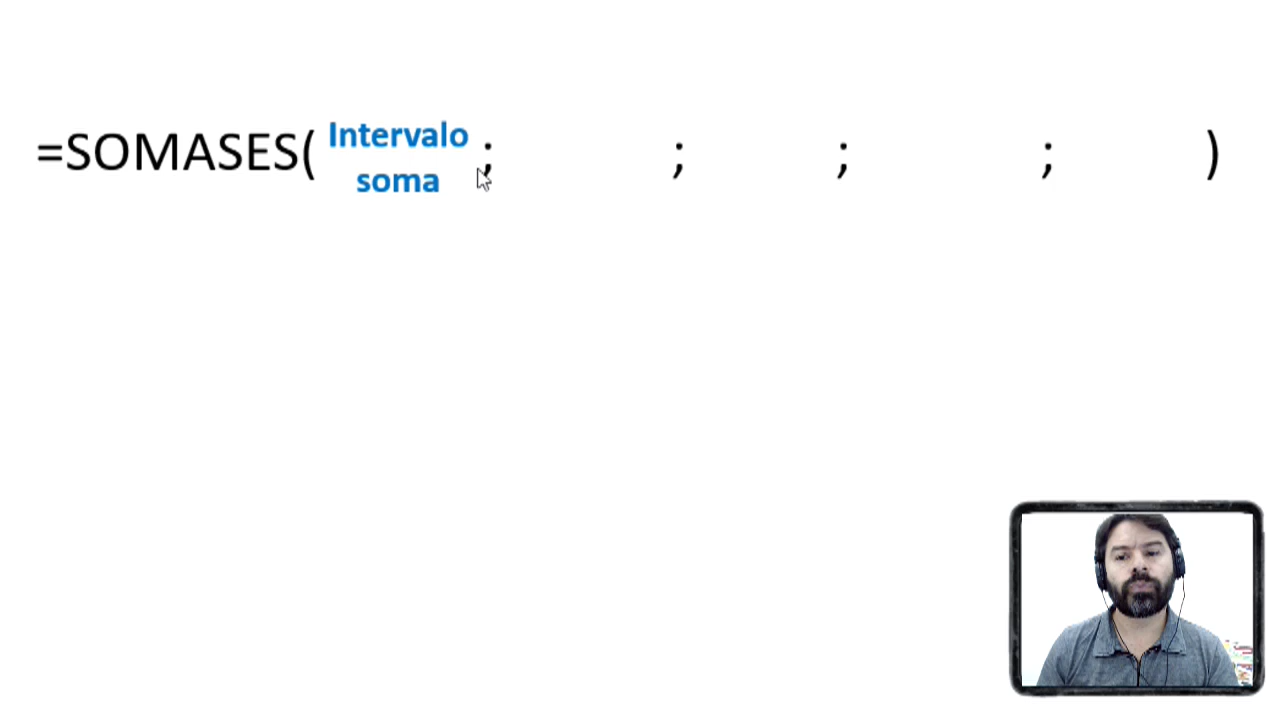 =SOMASES( Intervalo soma ; ; ; ; )